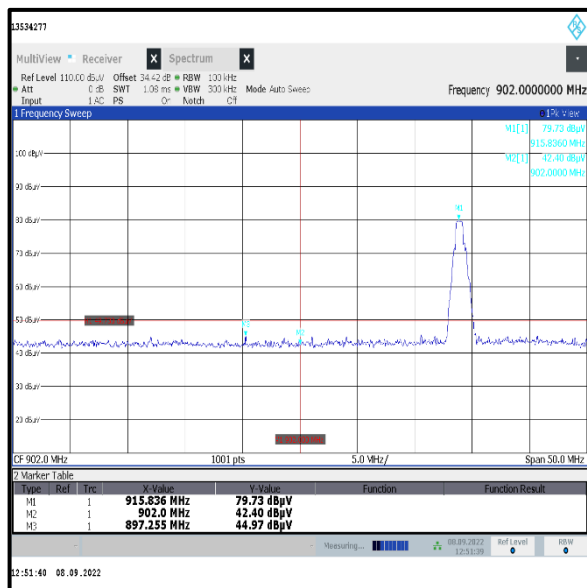 13534277
MultiView Receiver X Spectrum X
Ref Level 110.00 dBµV Offset 34.42 dB RBW 100 kHz
Att 0 dB SWT 1.08 ms VBW 300 kHz Mode Auto Sweep Frequency 902.0000000 MHz
Input 1 AC PS On Notch Off
1 Frequency Sweep 1Pk View
M1[1] 79.73 dBµV
915.8360 MHz
M2[1] 42.40 dBµV
902.0000 MHz
100 dBµV
90 dBµV
M1
80 dBµV
70 dBµV
60 dBµV
50 dBµV
M3 M2
40 dBµV
30 dBµV
20 dBµV
CF 902.0 MHz 1001 pts 5.0 MHz/ Span 50.0 MHz
2 Marker Table
Type Ref Trc X-Value Y-Value Function Function Result
M1 1 915.836 MHz 79.73 dBµV
M2 1 902.0 MHz 42.40 dBµV
M3 1 897.255 MHz 44.97 dBµV
Measuring... 08.09.2022 Ref Level RBW
12:51:39
12:51:40 08.09.2022